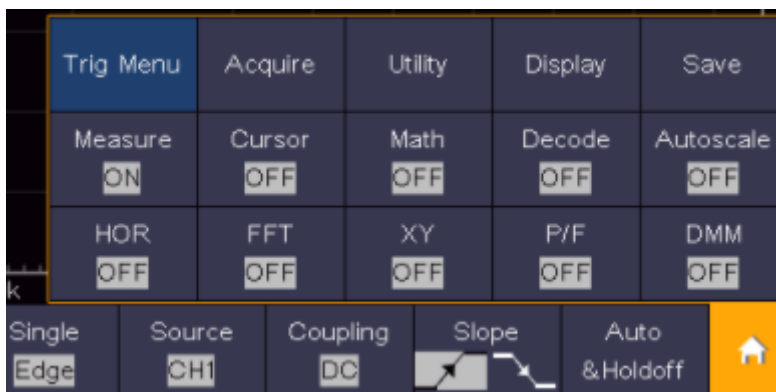 Trig Menu Acquire Utility Display Save
Measure Cursor Math Decode Autoscale
ON OFF OFF OFF OFF
HOR FFT XY P/F DMM
OFF OFF OFF OFF OFF
k
Single Source Coupling Slope Auto
Edge CH1 DC &Holdoff